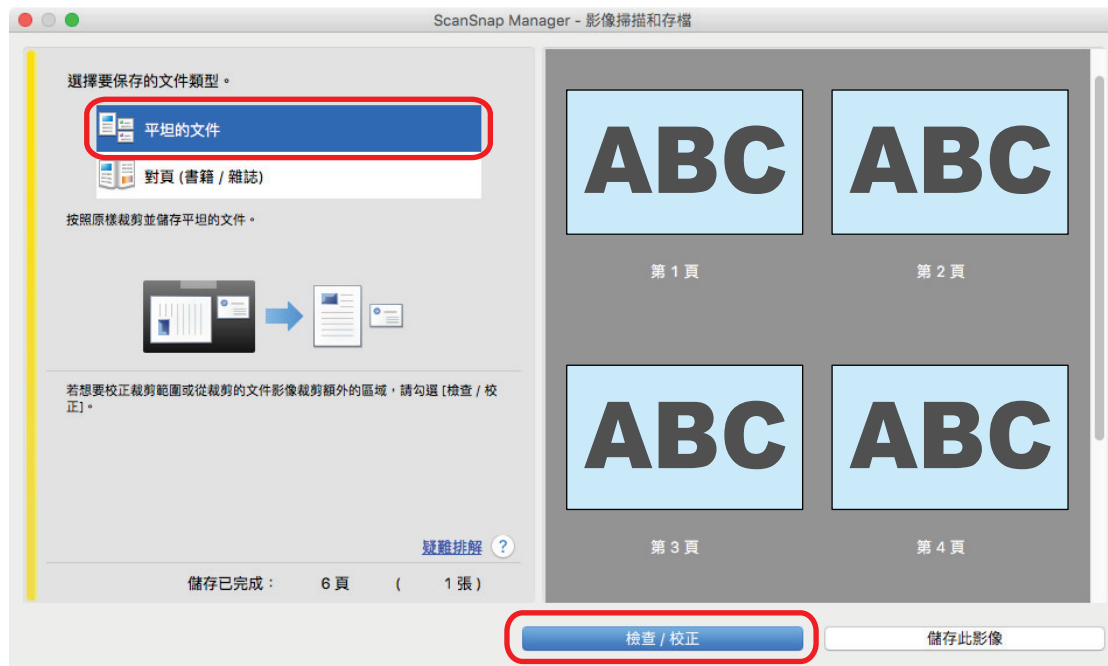 ScanSnap Manager - 影像掃描和存檔
選擇要保存的文件類型。
平坦的文件
對頁 (書籍 / 雜誌)
按照原樣裁剪並儲存平坦的文件。
若想要校正裁剪範圍或從裁剪的文件影像裁剪額外的區域，請勾選 [檢查 / 校
正]。
疑難排解 ?
儲存已完成： 6 頁 ( 1 張 )
ABC ABC
第 1 頁 第 2 頁
ABC ABC
第 3 頁 第 4 頁
檢查 / 校正 儲存此影像